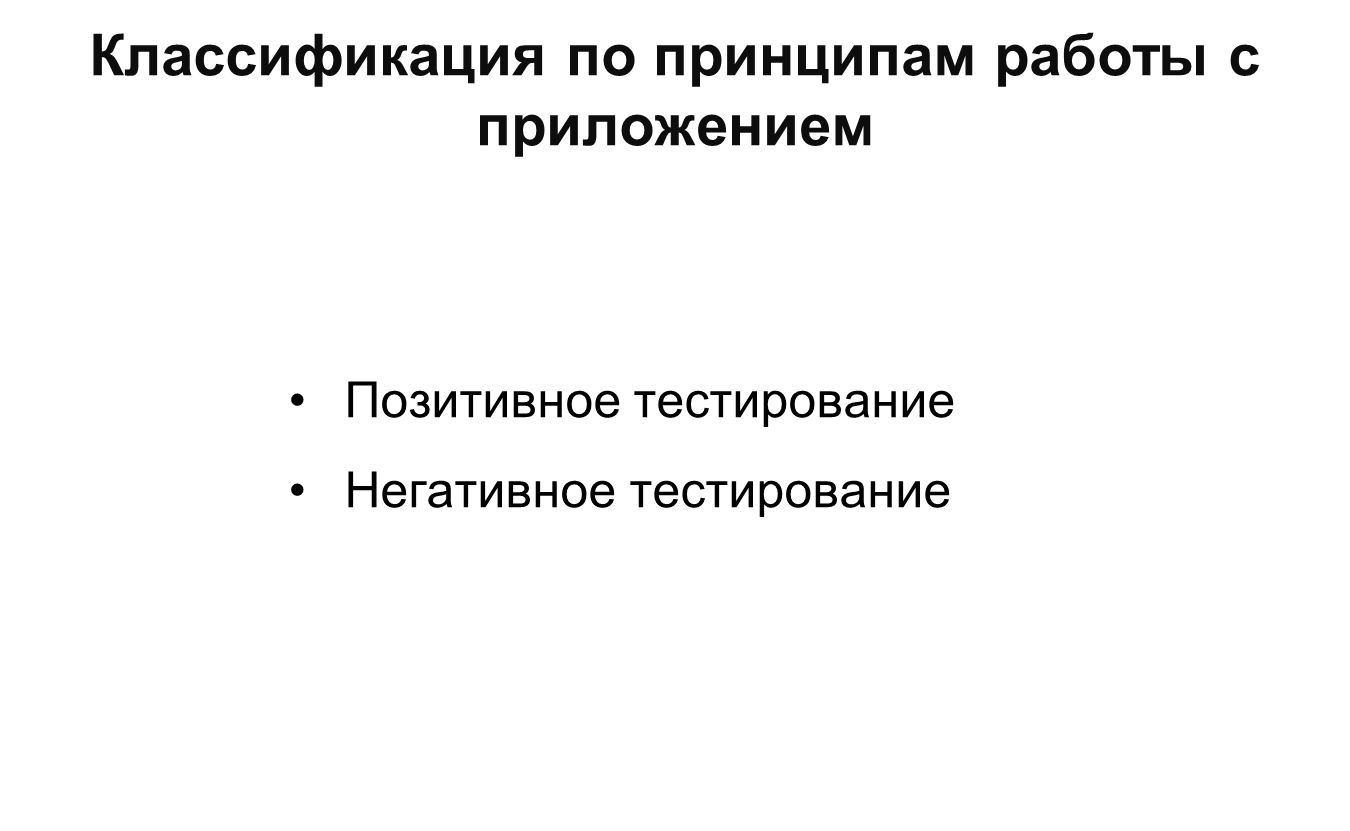 Классификация по принципам работы с
приложением
• Позитивное тестирование
• Негативное тестирование